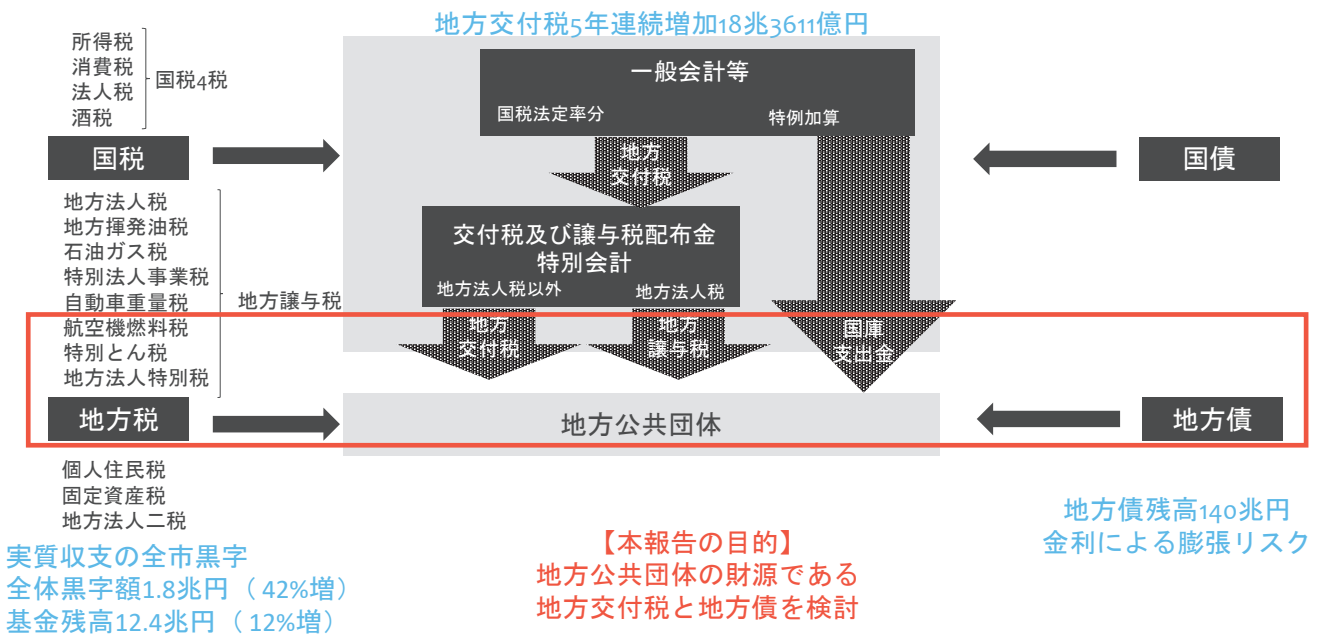 地方交付税5年連続増加18兆3611億円
所得税
消費税
法人税
酒税
国税4税
一般会計等
国税法定率分
特例加算
国税
地方
交付税
国債
地方法人税
地方揮発油税
石油ガス税
特別法人事業税
自動車重量税
航空機燃料税
特別とん税
地方法人特別税
地方譲与税
交付税及び譲与税配布金
特別会計
地方法人税以外
地方法人税
地方
交付税
地方
譲与税
国庫
支出金
地方税
地方公共団体
地方債
個人住民税
固定資産税
地方法人二税
実質収支の全市黒字
全体黒字額1.8兆円（42%増）
基金残高12.4兆円（12%増）
【本報告の目的】
地方公共団体の財源である
地方交付税と地方債を検討
地方債残高140兆円
金利による膨張リスク